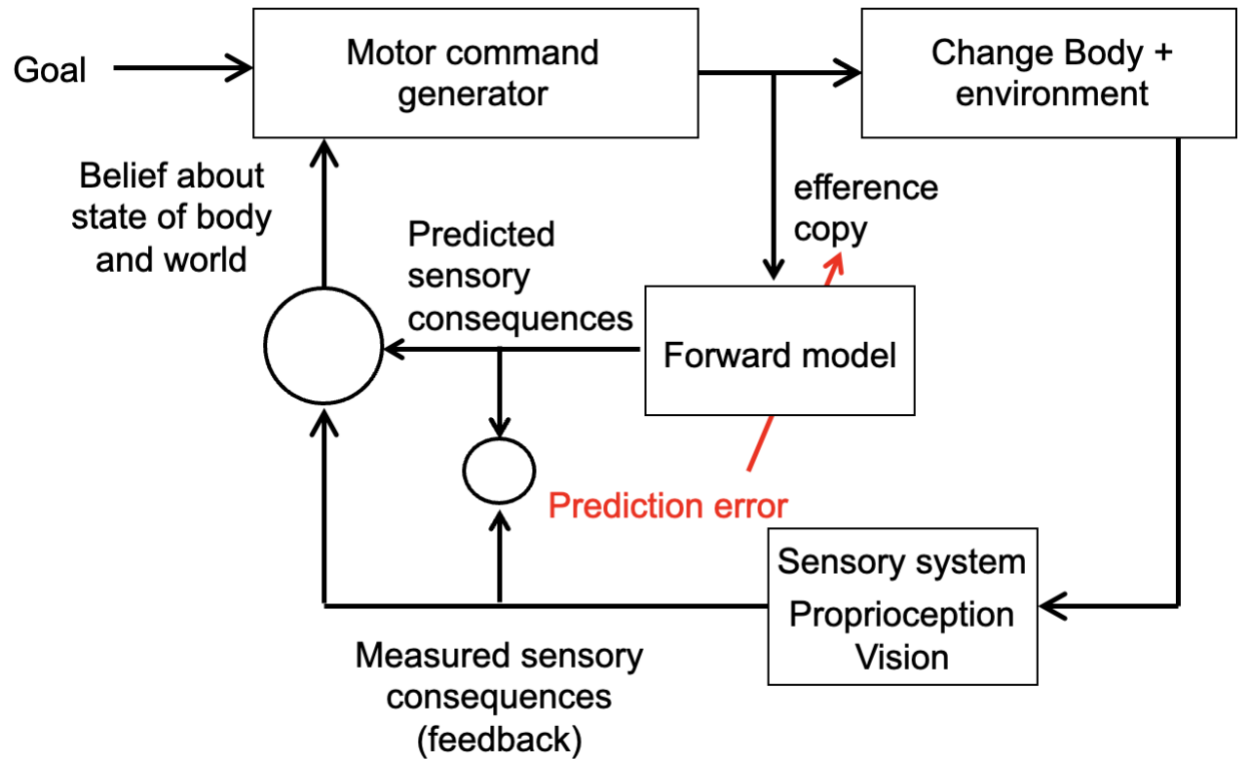 Goal
Motor command
generator
Change Body +
environment
Belief about
state of body
and world
efference
copy
Predicted
sensory
consequences
Forward model
Prediction error
Sensory system
Proprioception
Vision
Measured sensory
consequences
(feedback)